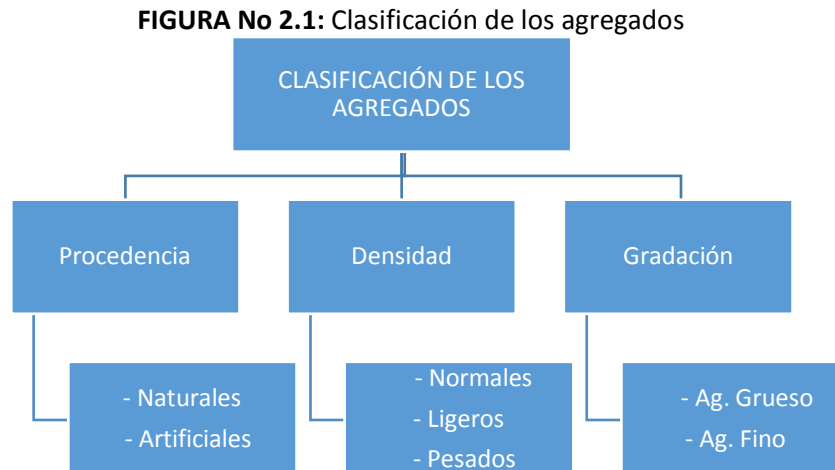 FIGURA No 2.1: Clasificación de los agregados
CLASIFICACIÓN DE LOS
AGREGADOS
Procedencia
Densidad
Gradación
- Naturales
- Artificiales
- Normales
- Ligeros
- Pesados
- Ag. Grueso
- Ag. Fino